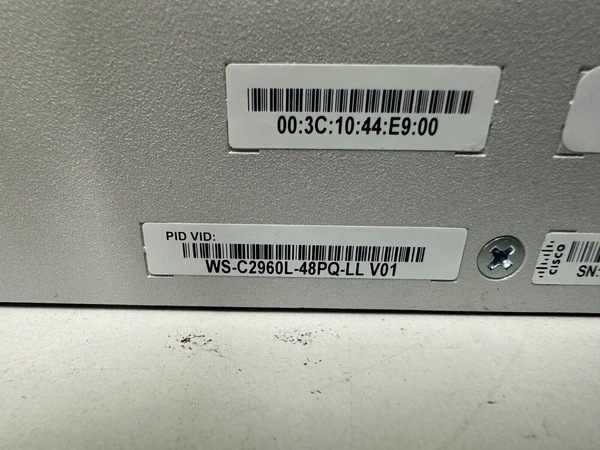 00:3C:10:44:E9:00
PID VID:
WS-C2960L-48PQ-LL V01
CISCO
SN: